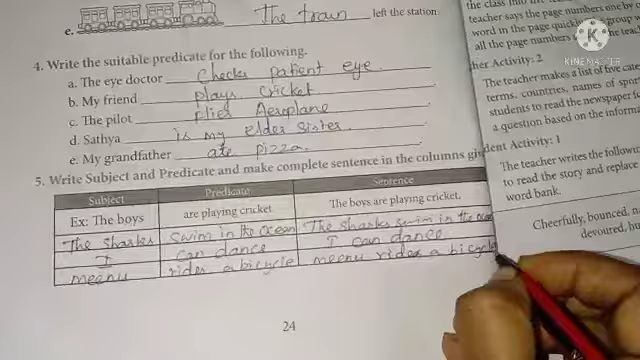 e. The train left the station.
4. Write the suitable predicate for the following.
a. The eye doctor checks patient eye.
b. My friend plays cricket
c. The pilot flies Aeroplane
d. Sathya is my elder sister.
e. My grandfather ate pizza.
5. Write Subject and Predicate and make complete sentence in the columns gi
Subject Predicate Sentence
Ex: The boys are playing cricket The boys are playing cricket.
The sharks swim in the ocean The sharks swim in the ocean
I can dance I can dance
meenu rides a bicycle meenu rides a bicycle
24
the class into
teacher says the page numbers one by o
word in the page quickly group w
all the page numbers
her Activity: 2
The teacher makes a list of five cate
terms, countries, names of spor
students to read the newspaper f
a question based on the informa
dent Activity: 1
The teacher writes the followi
to read the story and replace
word bank.
Cheerfully, bounced, n
devoured, hu
K
KINEMASTER